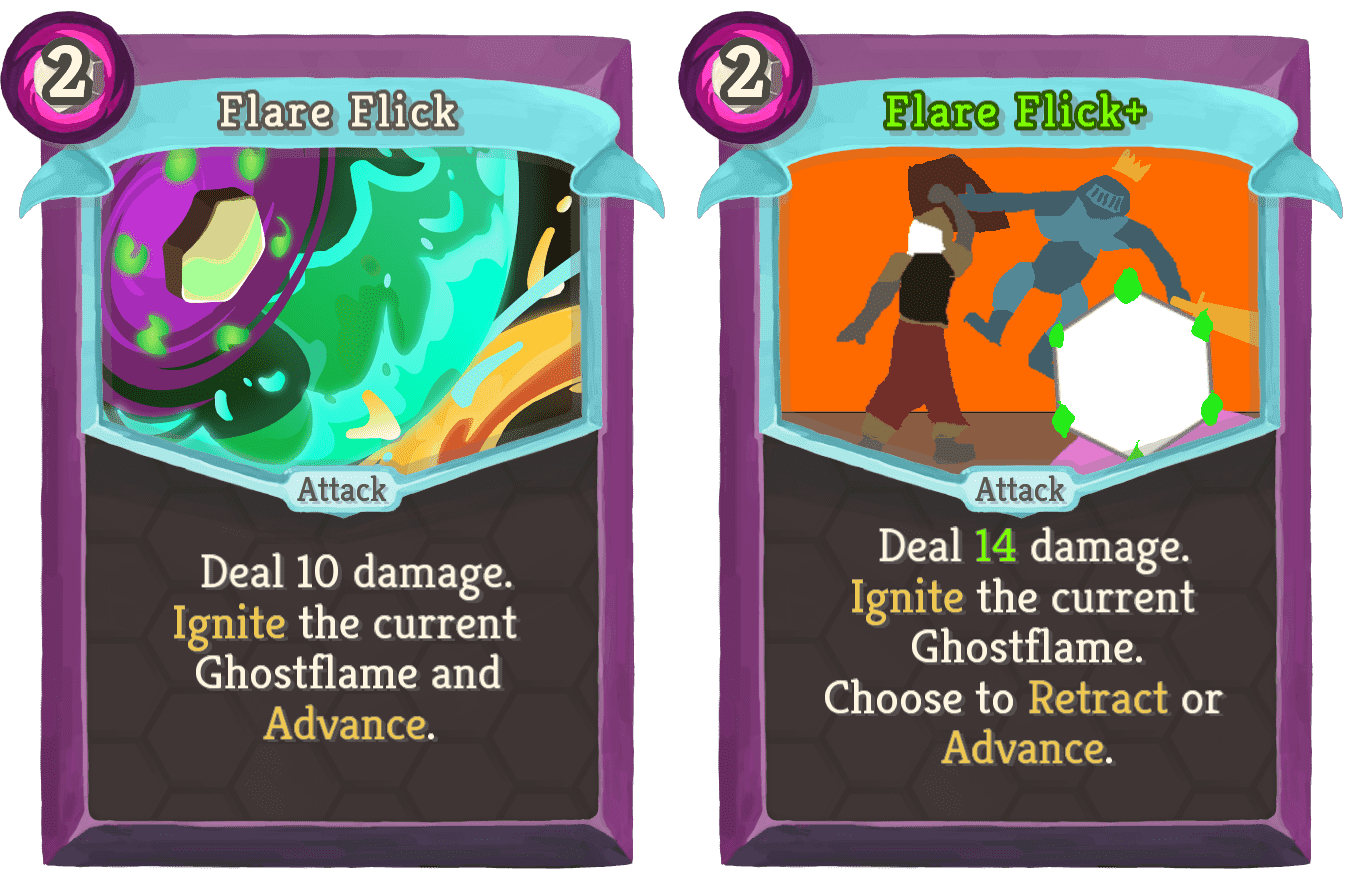 2
Flare Flick
Attack
Deal 10 damage.
Ignite the current
Ghostflame and
Advance.
2
Flare Flick+
Attack
Deal 14 damage.
Ignite the current
Ghostflame.
Choose to Retract or
Advance.